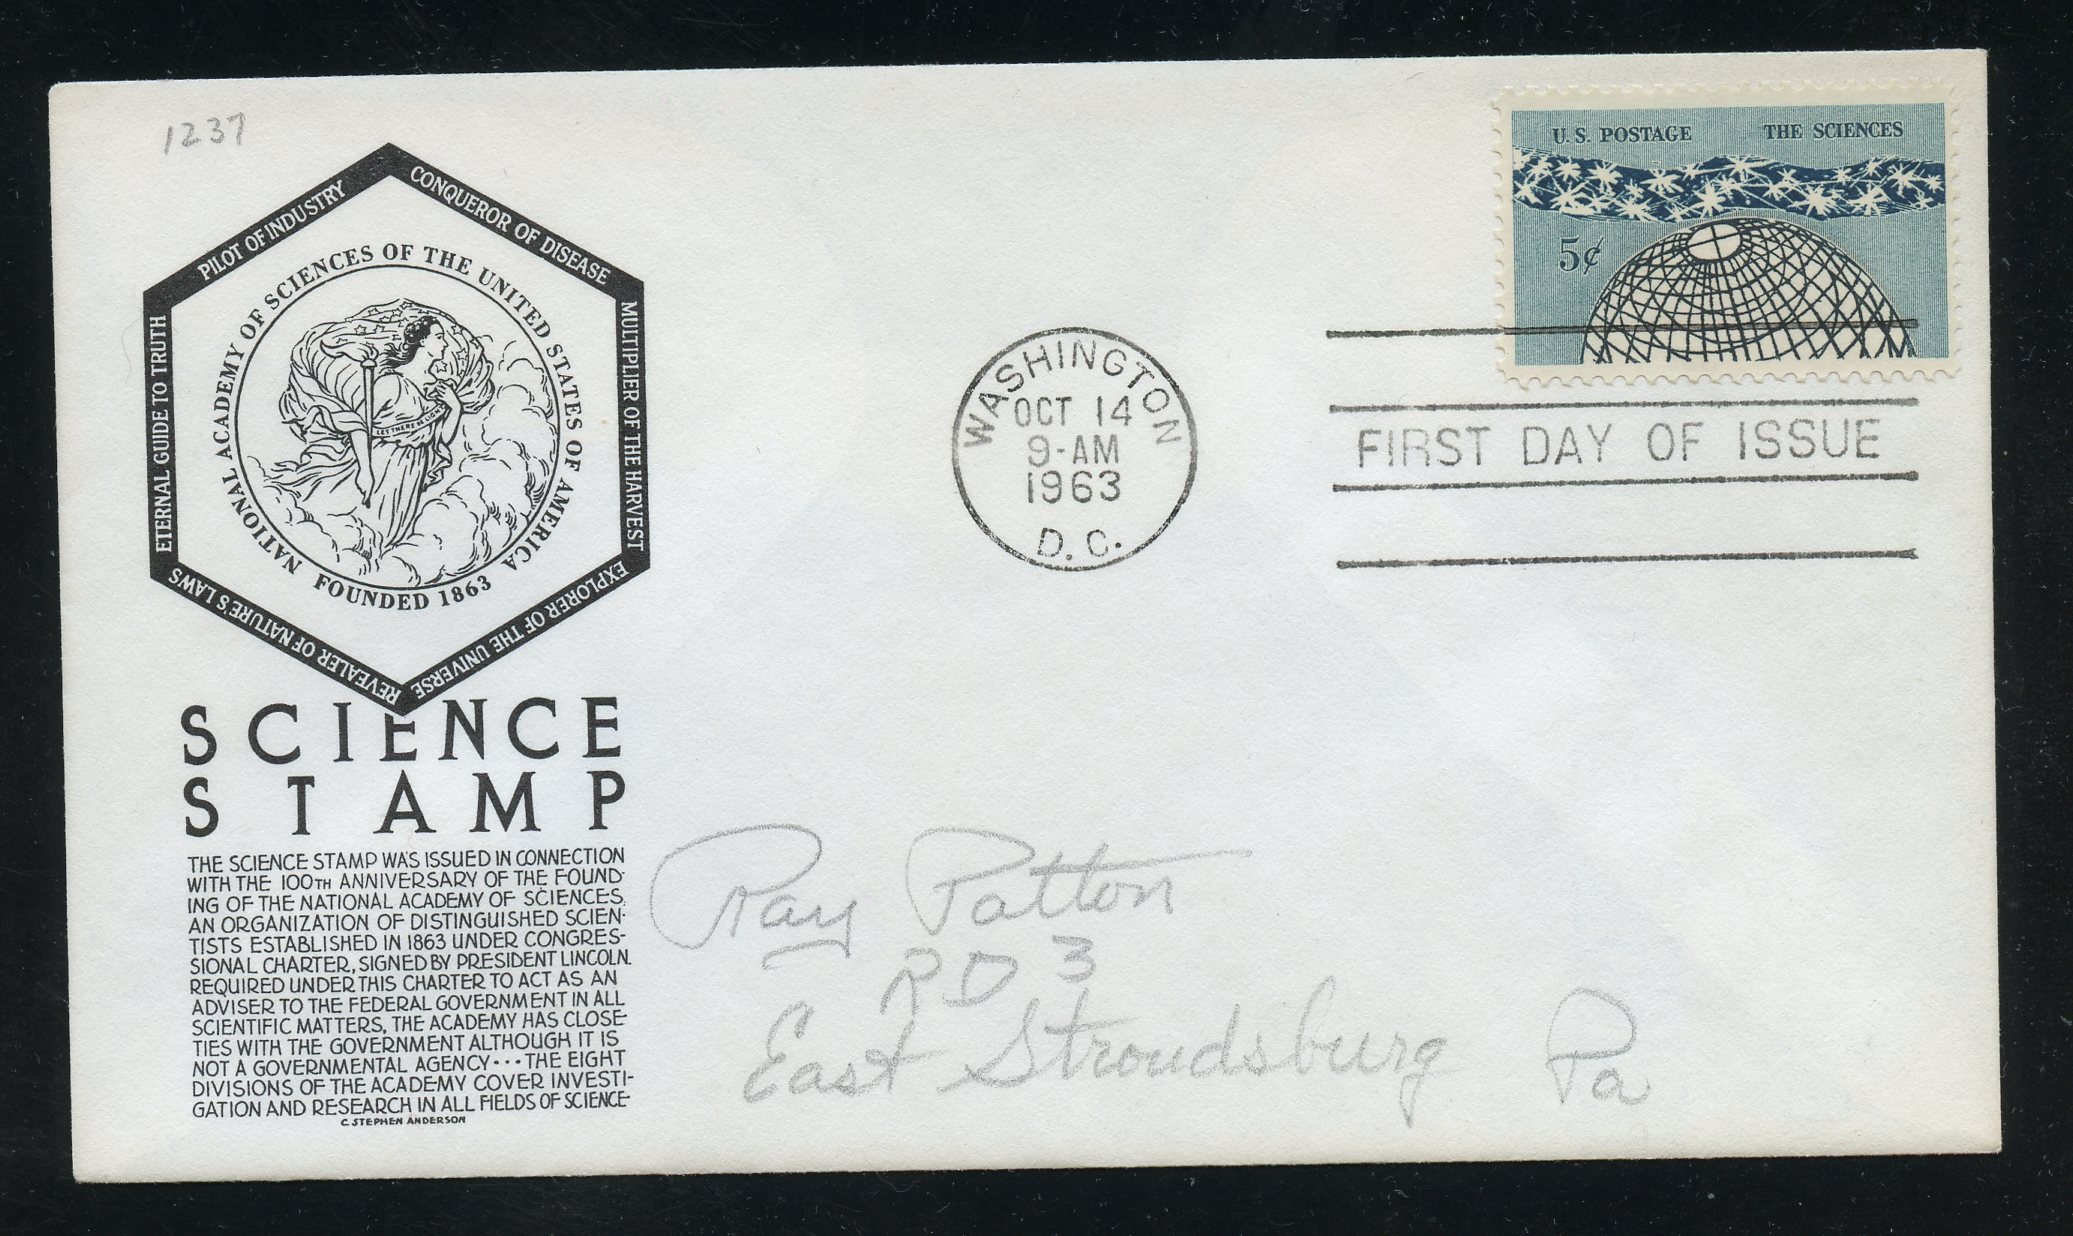 1237
PILOT OF INDUSTRY
CONQUEROR OF DISEASE
MULTIPLIER OF THE HARVEST
EXPLORER OF THE UNIVERSE
REVEALER OF NATURE'S LAWS
ETERNAL GUIDE TO TRUTH
NATIONAL ACADEMY OF SCIENCES OF THE UNITED STATES OF AMERICA
FOUNDED 1863
LET THERE BE LIGHT
SCIENCE
STAMP
THE SCIENCE STAMP WAS ISSUED IN CONNECTION
WITH THE 100TH ANNIVERSARY OF THE FOUND-
ING OF THE NATIONAL ACADEMY OF SCIENCES,
AN ORGANIZATION OF DISTINGUISHED SCIEN-
TISTS ESTABLISHED IN 1863 UNDER CONGRES-
SIONAL CHARTER, SIGNED BY PRESIDENT LINCOLN.
REQUIRED UNDER THIS CHARTER TO ACT AS AN
ADVISER TO THE FEDERAL GOVERNMENT IN ALL
SCIENTIFIC MATTERS, THE ACADEMY HAS CLOSE
TIES WITH THE GOVERNMENT ALTHOUGH IT IS
NOT A GOVERNMENTAL AGENCY··· THE EIGHT
DIVISIONS OF THE ACADEMY COVER INVESTI-
GATION AND RESEARCH IN ALL FIELDS OF SCIENCE-
C. STEPHEN ANDERSON
WASHINGTON
OCT 14
9-AM
1963
D. C.
U.S. POSTAGE THE SCIENCES
5¢
FIRST DAY OF ISSUE
Ray Patton
RD 3
East Stroudsburg Pa